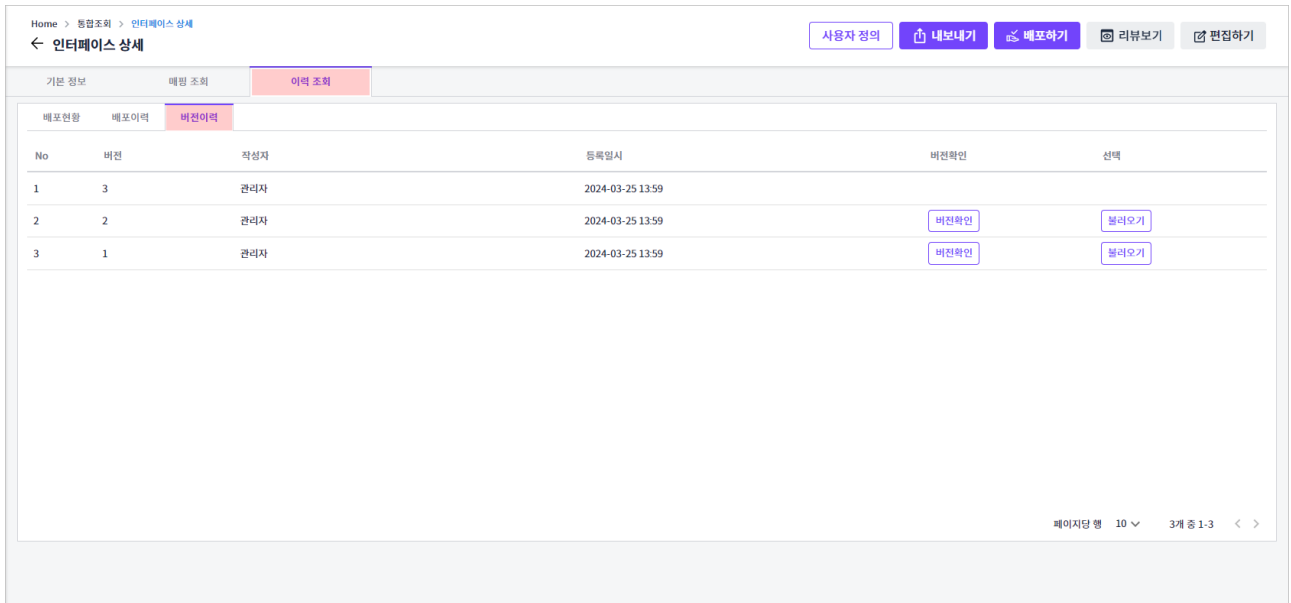 Home > 통합조회 > 인터페이스 상세
← 인터페이스 상세
사용자 정의 내보내기 배포하기 리뷰보기 편집하기
기본 정보 매핑 조회 이력 조회
배포현황 배포이력 버전이력
No 버전 작성자 등록일시 버전확인 선택
1 3 관리자 2024-03-25 13:59
2 2 관리자 2024-03-25 13:59 버전확인 불러오기
3 1 관리자 2024-03-25 13:59 버전확인 불러오기
페이지당 행 10 3개 중 1-3 < >